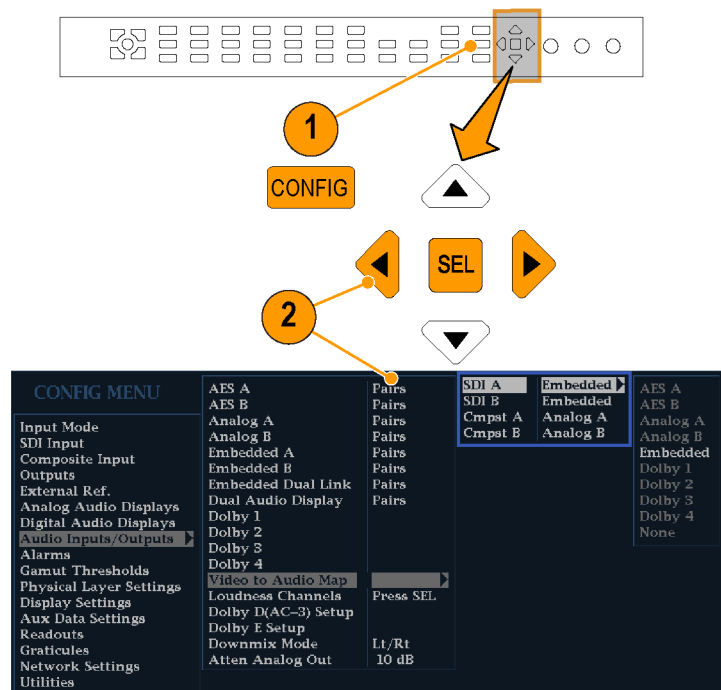 1
CONFIG
SEL
2
CONFIG MENU
Input Mode
SDI Input
Composite Input
Outputs
External Ref.
Analog Audio Displays
Digital Audio Displays
Audio Inputs/Outputs
Alarms
Gamut Thresholds
Physical Layer Settings
Display Settings
Aux Data Settings
Readouts
Graticules
Network Settings
Utilities
AES A Pairs
AES B Pairs
Analog A Pairs
Analog B Pairs
Embedded A Pairs
Embedded B Pairs
Embedded Dual Link Pairs
Dual Audio Display Pairs
Dolby 1
Dolby 2
Dolby 3
Dolby 4
Video to Audio Map
Loudness Channels Press SEL
Dolby D(AC-3) Setup
Dolby E Setup
Downmix Mode Lt/Rt
Atten Analog Out 10 dB
SDI A Embedded
SDI B Embedded
Cmpst A Analog A
Cmpst B Analog B
AES A
AES B
Analog A
Analog B
Embedded
Dolby 1
Dolby 2
Dolby 3
Dolby 4
None